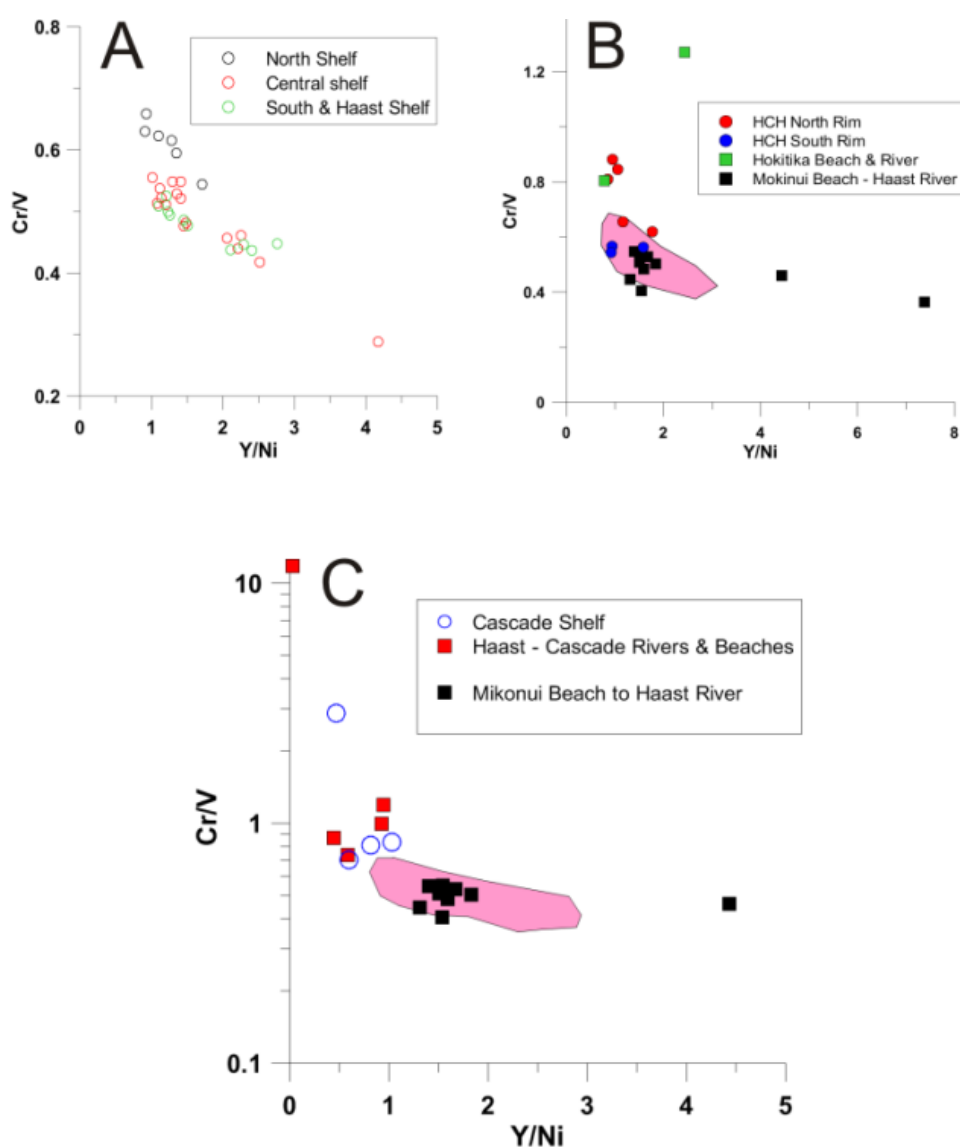 A
North Shelf
Central shelf
South & Haast Shelf
Cr/V
0.8
0.6
0.4
0.2
0
1
2
3
4
5
Y/Ni
B
HCH North Rim
HCH South Rim
Hokitika Beach & River
Mokinui Beach - Haast River
Cr/V
1.2
0.8
0.4
0
0
2
4
6
8
Y/Ni
C
Cascade Shelf
Haast - Cascade Rivers & Beaches
Mikonui Beach to Haast River
Cr/V
10
1
0.1
0
1
2
3
4
5
Y/Ni